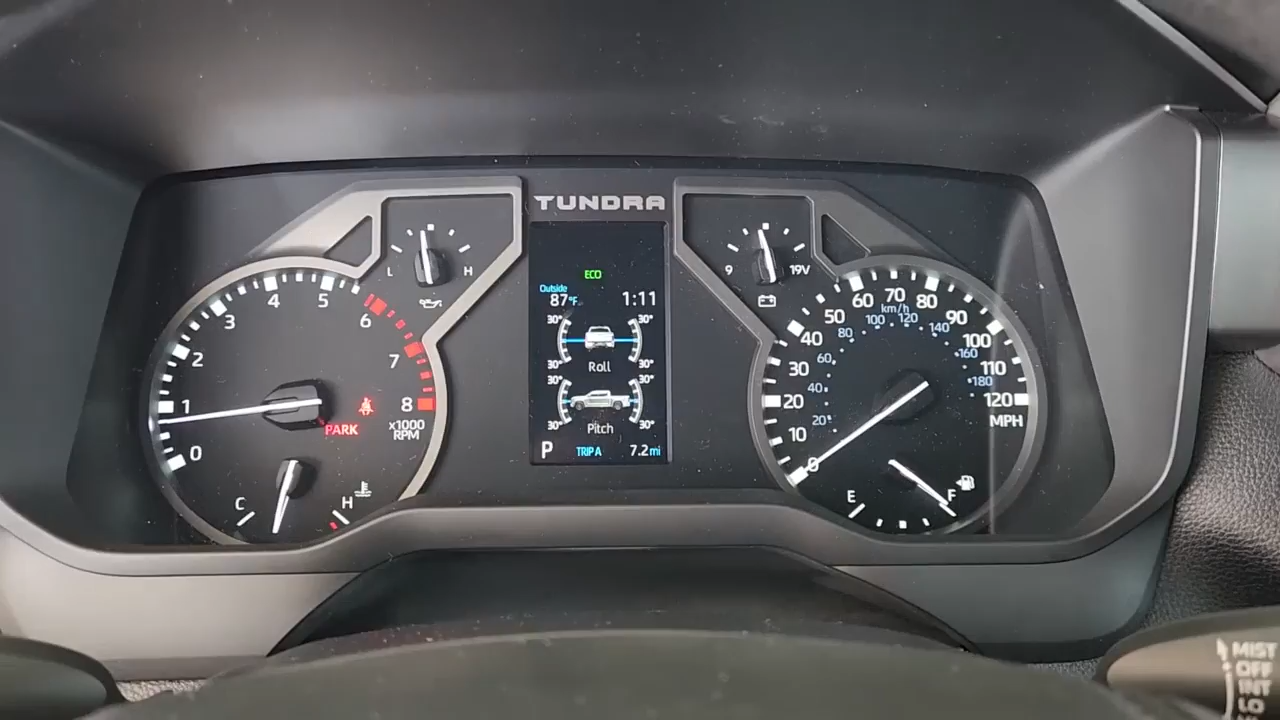 TUNDRA
L H
9 19V
ECO
Outside
87°F 1:11
30° 30°
30° 30°
Roll
30° 30°
30° 30°
Pitch
P TRIP A 7.2 mi
0 1 2 3 4 5 6 7 8
x1000
RPM
PARK
C H
0 10 20 30 40 50 60 70 80 90 100 110 120
MPH
km/h
20 40 60 80 100 120 140 160 180
E F
MIST
OFF
INT
LO